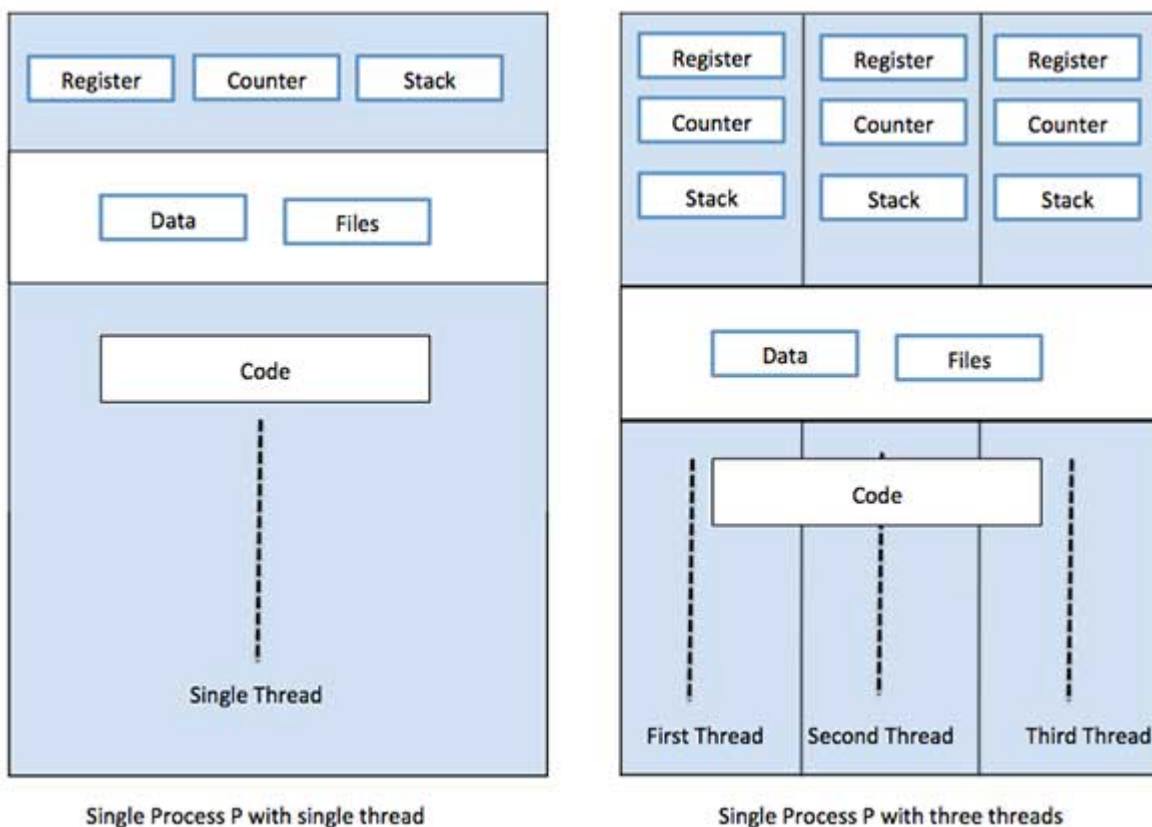 Register Counter Stack
Data Files
Code
Single Thread
Single Process P with single thread
Register Register Register
Counter Counter Counter
Stack Stack Stack
Data Files
Code
First Thread Second Thread Third Thread
Single Process P with three threads